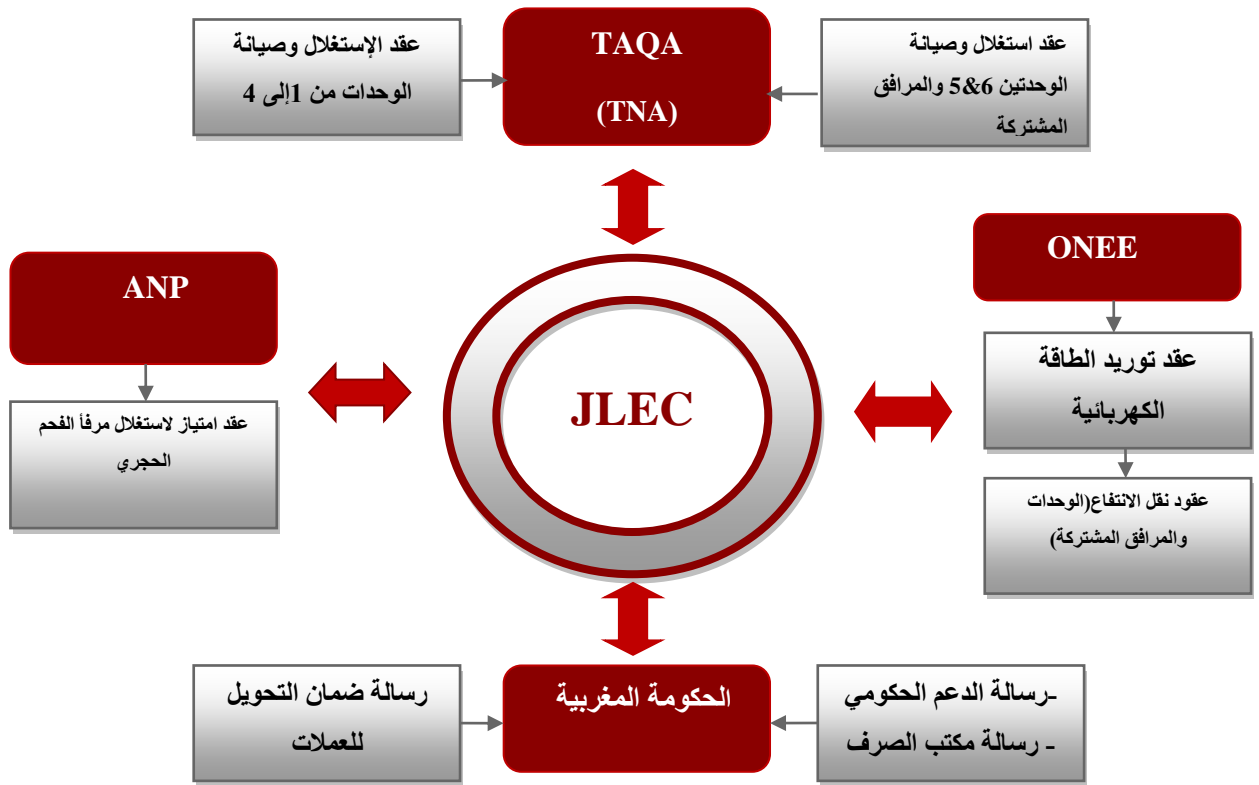 عقد الإستغلال وصيانة
الوحدات من 1إلى 4
TAQA
(TNA)
عقد استغلال وصيانة
الوحدتين 6&5 والمرافق
المشتركة
ANP
عقد امتياز لاستغلال مرفأ الفحم
الحجري
JLEC
ONEE
عقد توريد الطاقة
الكهربائية
عقود نقل الانتفاع(الوحدات
والمرافق المشتركة)
رسالة ضمان التحويل
للعملات
الحكومة المغربية
-رسالة الدعم الحكومي
- رسالة مكتب الصرف